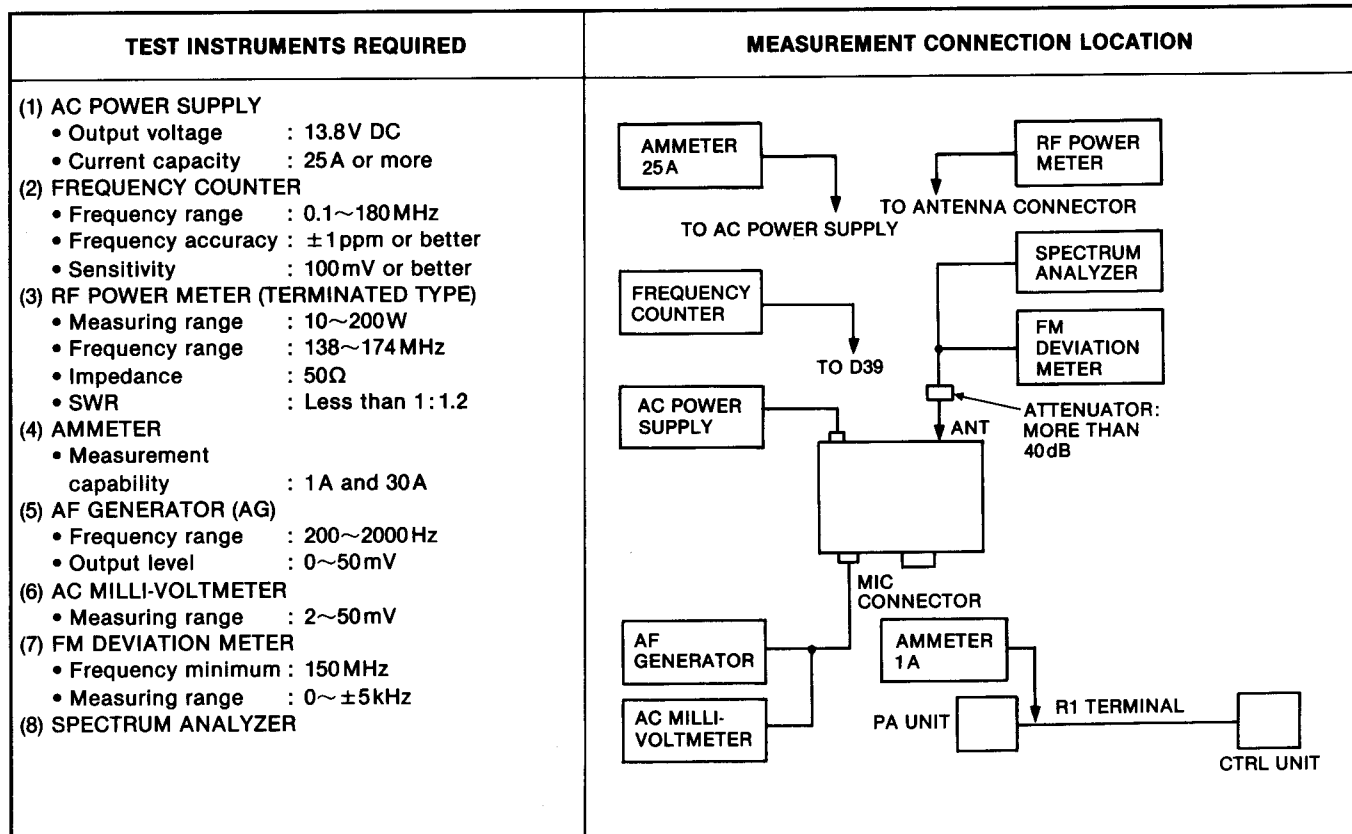 TEST INSTRUMENTS REQUIRED
(1) AC POWER SUPPLY
• Output voltage : 13.8V DC
• Current capacity : 25A or more
(2) FREQUENCY COUNTER
• Frequency range : 0.1~180MHz
• Frequency accuracy : ±1ppm or better
• Sensitivity : 100mV or better
(3) RF POWER METER (TERMINATED TYPE)
• Measuring range : 10~200W
• Frequency range : 138~174MHz
• Impedance : 50Ω
• SWR : Less than 1:1.2
(4) AMMETER
• Measurement
capability : 1A and 30A
(5) AF GENERATOR (AG)
• Frequency range : 200~2000Hz
• Output level : 0~50mV
(6) AC MILLI-VOLTMETER
• Measuring range : 2~50mV
(7) FM DEVIATION METER
• Frequency minimum : 150MHz
• Measuring range : 0~±5kHz
(8) SPECTRUM ANALYZER
MEASUREMENT CONNECTION LOCATION
AMMETER
25A
TO AC POWER SUPPLY
RF POWER
METER
TO ANTENNA CONNECTOR
SPECTRUM
ANALYZER
FREQUENCY
COUNTER
TO D39
FM
DEVIATION
METER
AC POWER
SUPPLY
ANT
ATTENUATOR:
MORE THAN
40dB
MIC
CONNECTOR
AF
GENERATOR
AC MILLI-
VOLTMETER
AMMETER
1A
PA UNIT
R1 TERMINAL
CTRL UNIT